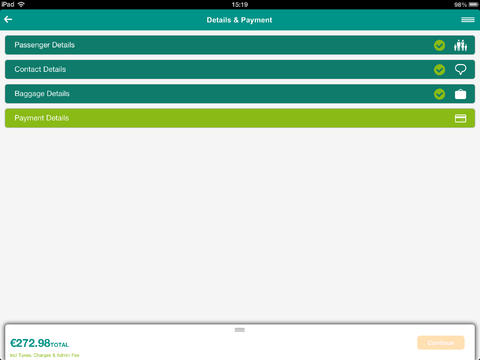 iPad 15:19 98%
Details & Payment
Passenger Details
Contact Details
Baggage Details
Payment Details
€272.98 TOTAL Continue
incl Taxes, Charges & Admin Fee